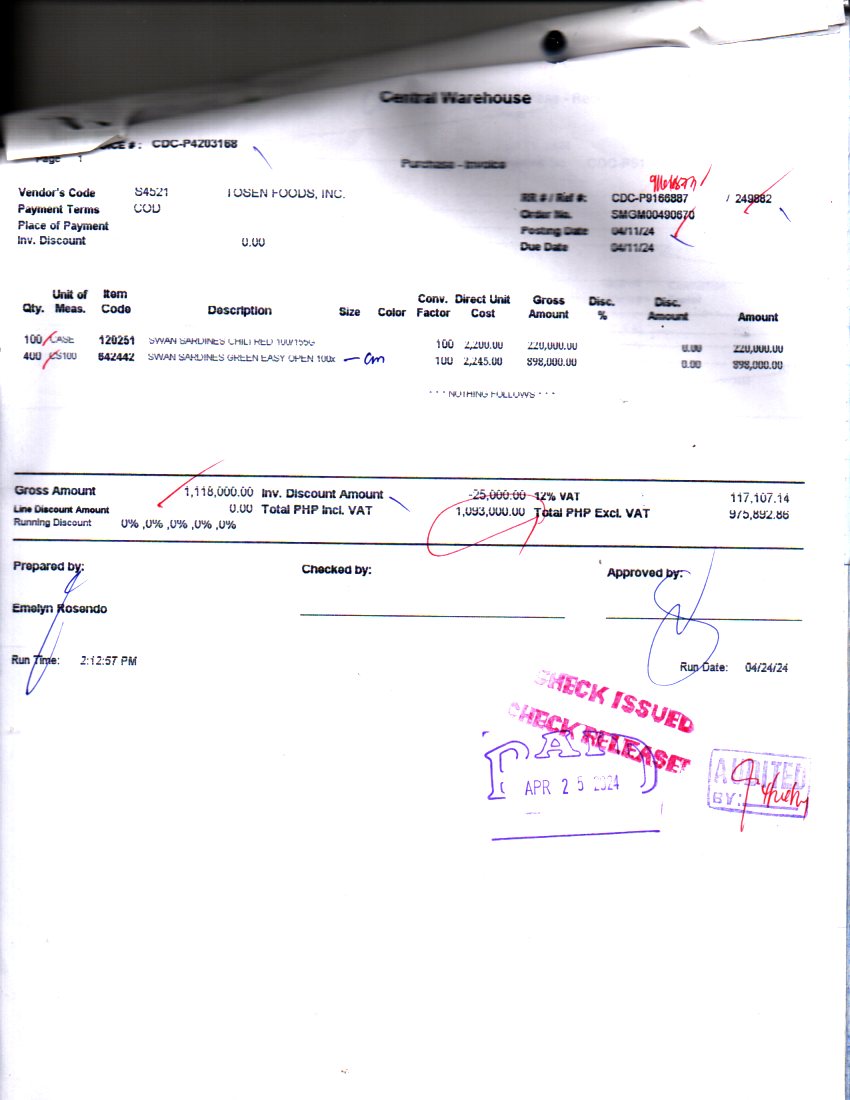 Central Warehouse
CE #: CDC-P4203168
Page 1
Purchase - Invoice
Vendor's Code S4521 TOSEN FOODS, INC.
RR # / Ref #: CDC-P9166887 / 249882
Payment Terms COD
Order No. SMGM00490670
Place of Payment
Posting Date 04/11/24
Inv. Discount 0.00
Due Date 04/11/24
Qty. Unit of Meas. Item Code Description Size Color Conv. Factor Direct Unit Cost Gross Amount Disc. % Disc. Amount Amount
100 CASE 120251 SWAN SARDINES CHILI RED 100/155G 100 2,200.00 220,000.00 0.00 220,000.00
400 CS100 642442 SWAN SARDINES GREEN EASY OPEN 100x - Cm 100 2,245.00 898,000.00 0.00 898,000.00
* * * NOTHING FOLLOWS * * *
Gross Amount 1,118,000.00 Inv. Discount Amount -25,000.00 12% VAT 117,107.14
Line Discount Amount 0.00 Total PHP Incl. VAT 1,093,000.00 Total PHP Excl. VAT 975,892.86
Running Discount 0% ,0% ,0% ,0% ,0%
Prepared by: Checked by: Approved by:
Emelyn Rosendo
Run Time: 2:12:57 PM Run Date: 04/24/24
CHECK ISSUED
CHECK RELEASED
PAID
APR 25 2024
AUDITED
BY: